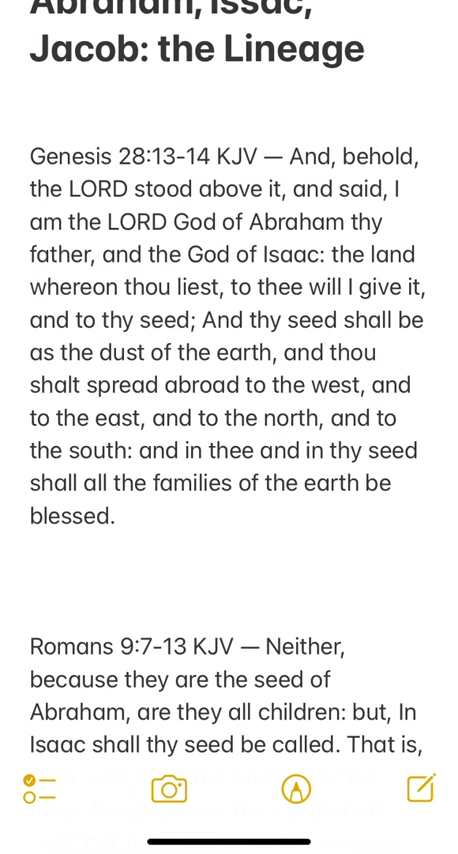 Abraham, Issac,
Jacob: the Lineage
Genesis 28:13-14 KJV — And, behold,
the LORD stood above it, and said, I
am the LORD God of Abraham thy
father, and the God of Isaac: the land
whereon thou liest, to thee will I give it,
and to thy seed; And thy seed shall be
as the dust of the earth, and thou
shalt spread abroad to the west, and
to the east, and to the north, and to
the south: and in thee and in thy seed
shall all the families of the earth be
blessed.
Romans 9:7-13 KJV — Neither,
because they are the seed of
Abraham, are they all children: but, In
Isaac shall thy seed be called. That is,